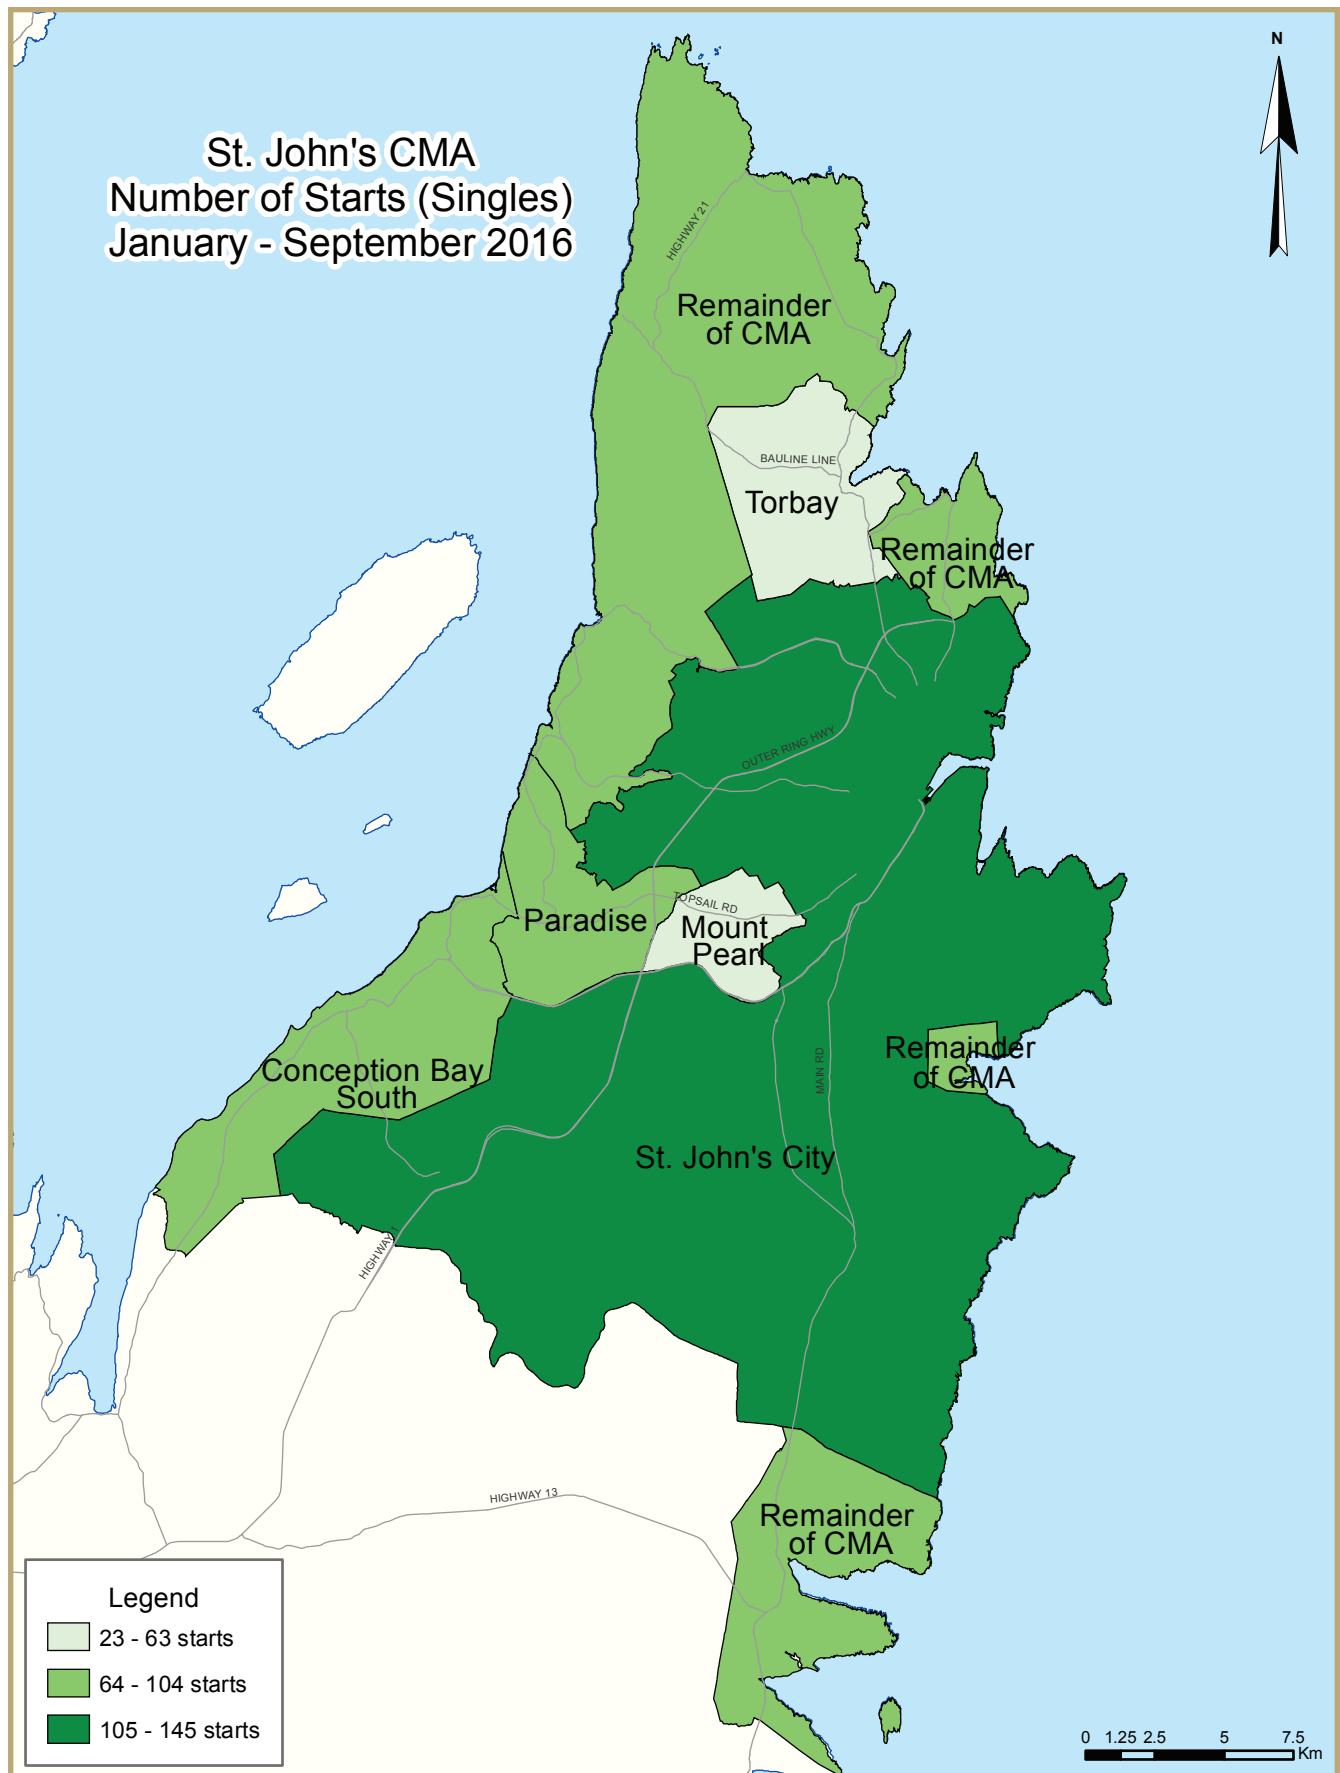 St. John's CMA
Number of Starts (Singles)
January - September 2016
N
HIGHWAY 21
Remainder
of CMA
BAULINE LINE
Torbay
Remainder
of CMA
OUTER RING HWY
TOPSAIL RD
Paradise
Mount
Pearl
Conception Bay
South
MAIN RD
Remainder
of CMA
St. John's City
HIGHWAY 1
HIGHWAY 13
Remainder
of CMA
Legend
23 - 63 starts
64 - 104 starts
105 - 145 starts
0 1.25 2.5 5 7.5
Km